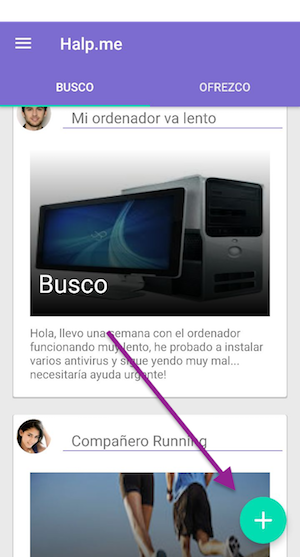 Halp.me
BUSCO
OFREZCO
Mi ordenador va lento
Busco
Hola, llevo una semana con el ordenador
funcionando muy lento, he probado a instalar
varios antivirus y sigue yendo muy mal...
necesitaría ayuda urgente!
Compañero Running